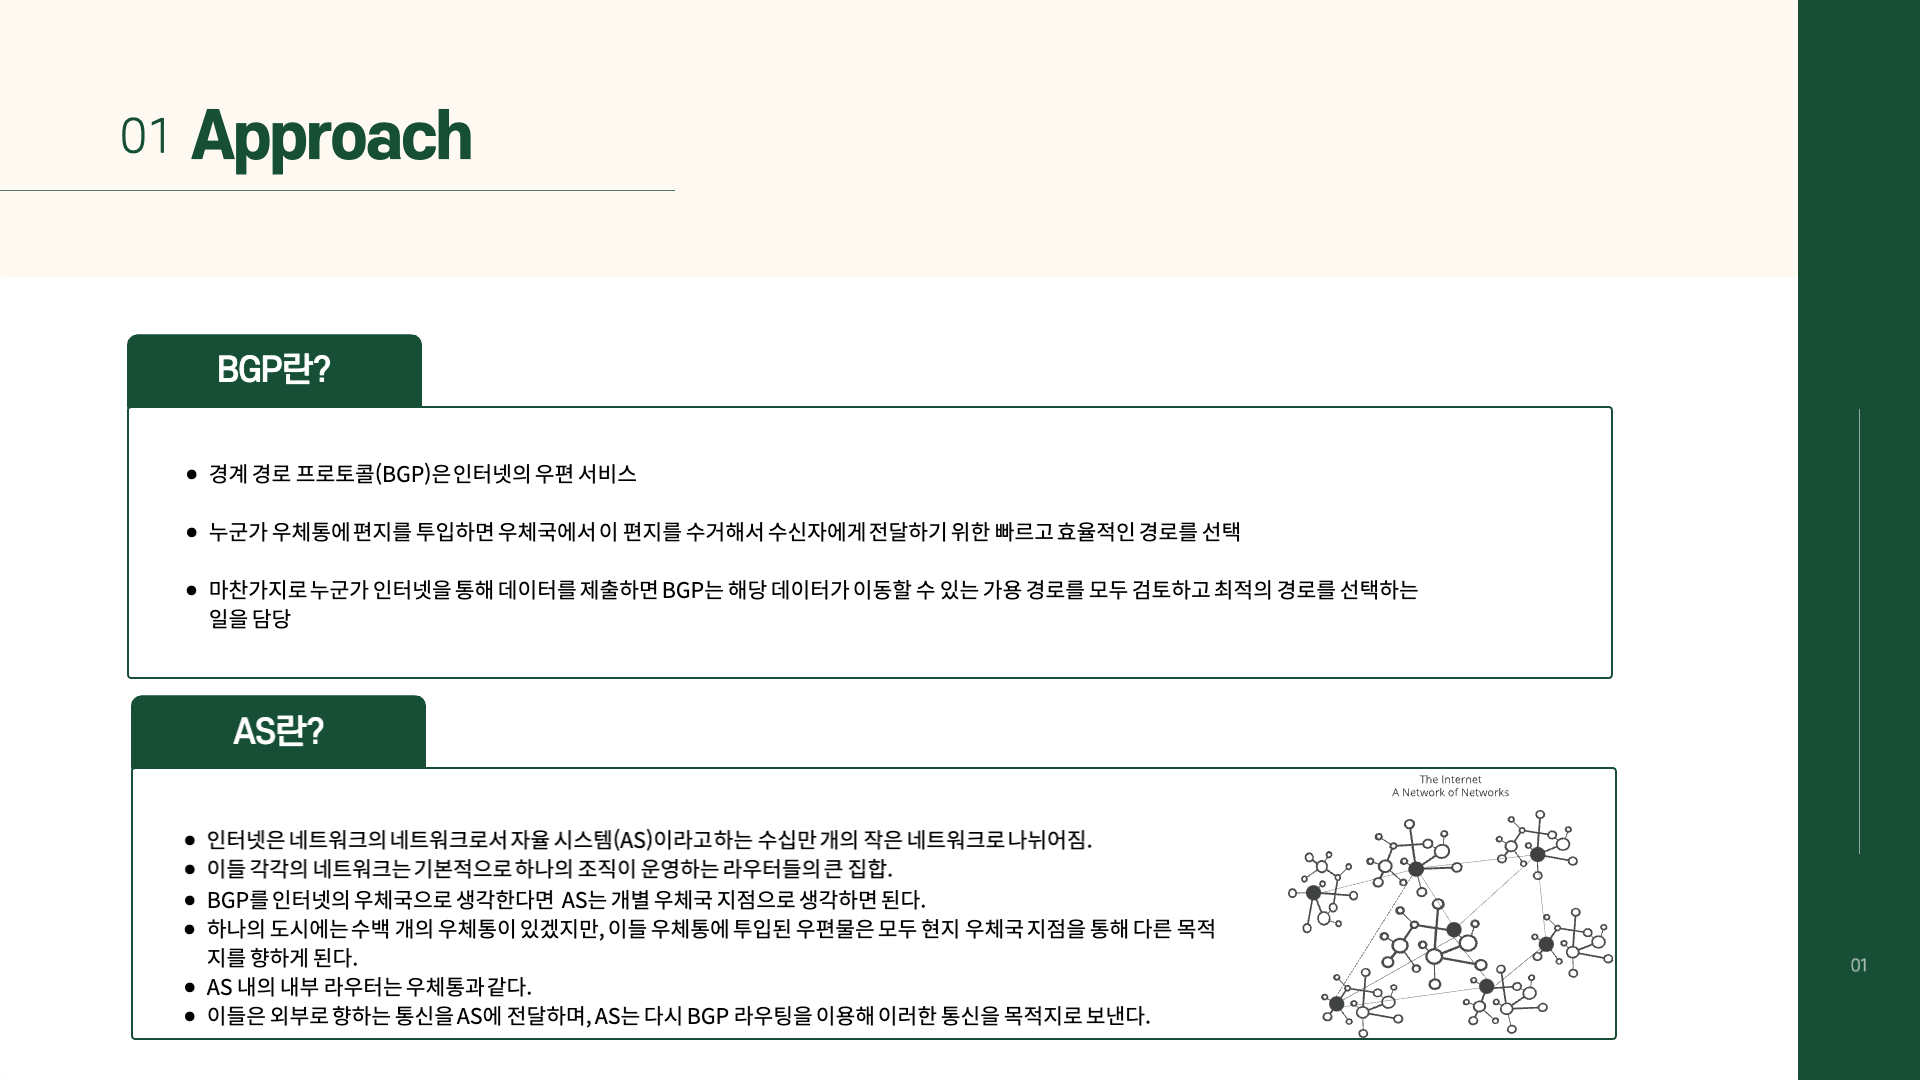 01 Approach
BGP란?
● 경계 경로 프로토콜(BGP)은 인터넷의 우편 서비스
● 누군가 우체통에 편지를 투입하면 우체국에서 이 편지를 수거해서 수신자에게 전달하기 위한 빠르고 효율적인 경로를 선택
● 마찬가지로 누군가 인터넷을 통해 데이터를 제출하면 BGP는 해당 데이터가 이동할 수 있는 가용 경로를 모두 검토하고 최적의 경로를 선택하는
일을 담당
AS란?
● 인터넷은 네트워크의 네트워크로서 자율 시스템(AS)이라고하는 수십만 개의 작은 네트워크로 나뉘어짐.
● 이들 각각의 네트워크는 기본적으로 하나의 조직이 운영하는 라우터들의 큰 집합.
● BGP를 인터넷의 우체국으로 생각한다면 AS는 개별 우체국 지점으로 생각하면 된다.
● 하나의 도시에는 수백 개의 우체통이 있겠지만, 이들 우체통에 투입된 우편물은 모두 현지 우체국 지점을 통해 다른 목적
지를 향하게 된다.
● AS 내의 내부 라우터는 우체통과 같다.
● 이들은 외부로 향하는 통신을 AS에 전달하며, AS는 다시 BGP 라우팅을 이용해 이러한 통신을 목적지로 보낸다.
The Internet
A Network of Networks
01